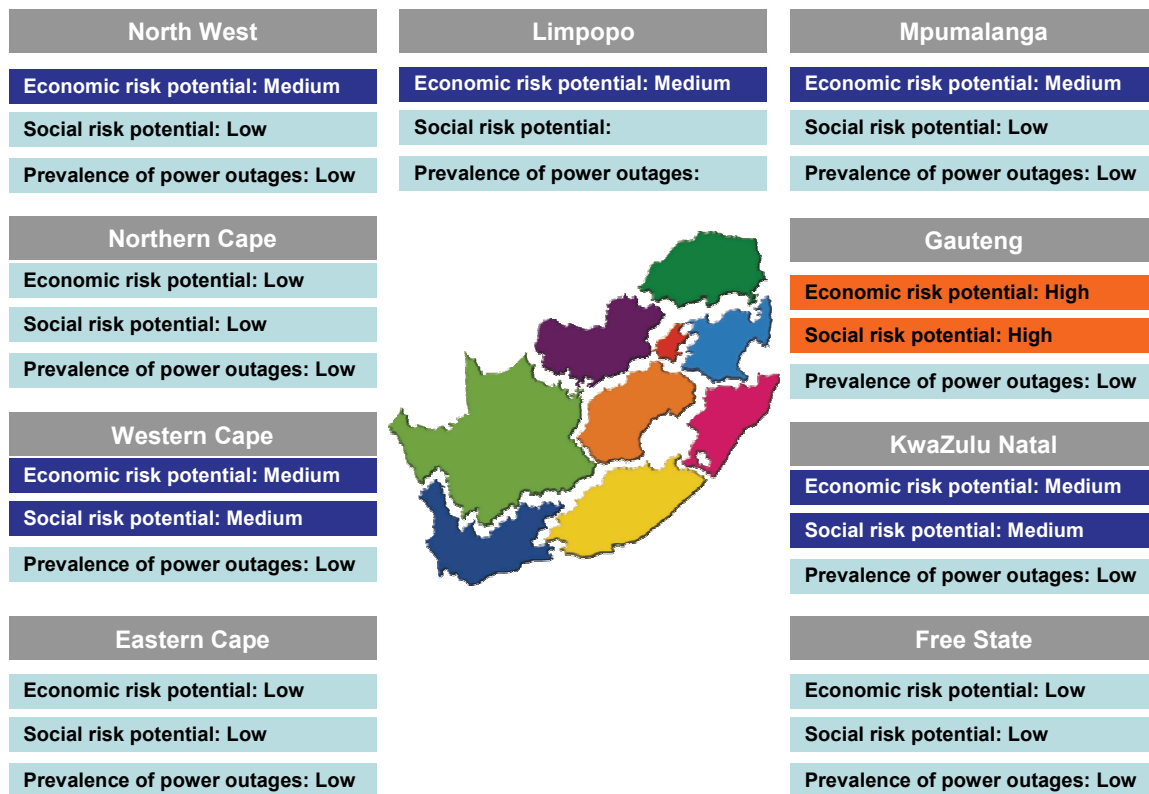 North West
Economic risk potential: Medium
Social risk potential: Low
Prevalence of power outages: Low
Limpopo
Economic risk potential: Medium
Social risk potential:
Prevalence of power outages:
Mpumalanga
Economic risk potential: Medium
Social risk potential: Low
Prevalence of power outages: Low
Northern Cape
Economic risk potential: Low
Social risk potential: Low
Prevalence of power outages: Low
Gauteng
Economic risk potential: High
Social risk potential: High
Prevalence of power outages: Low
Western Cape
Economic risk potential: Medium
Social risk potential: Medium
Prevalence of power outages: Low
KwaZulu Natal
Economic risk potential: Medium
Social risk potential: Medium
Prevalence of power outages: Low
Eastern Cape
Economic risk potential: Low
Social risk potential: Low
Prevalence of power outages: Low
Free State
Economic risk potential: Low
Social risk potential: Low
Prevalence of power outages: Low